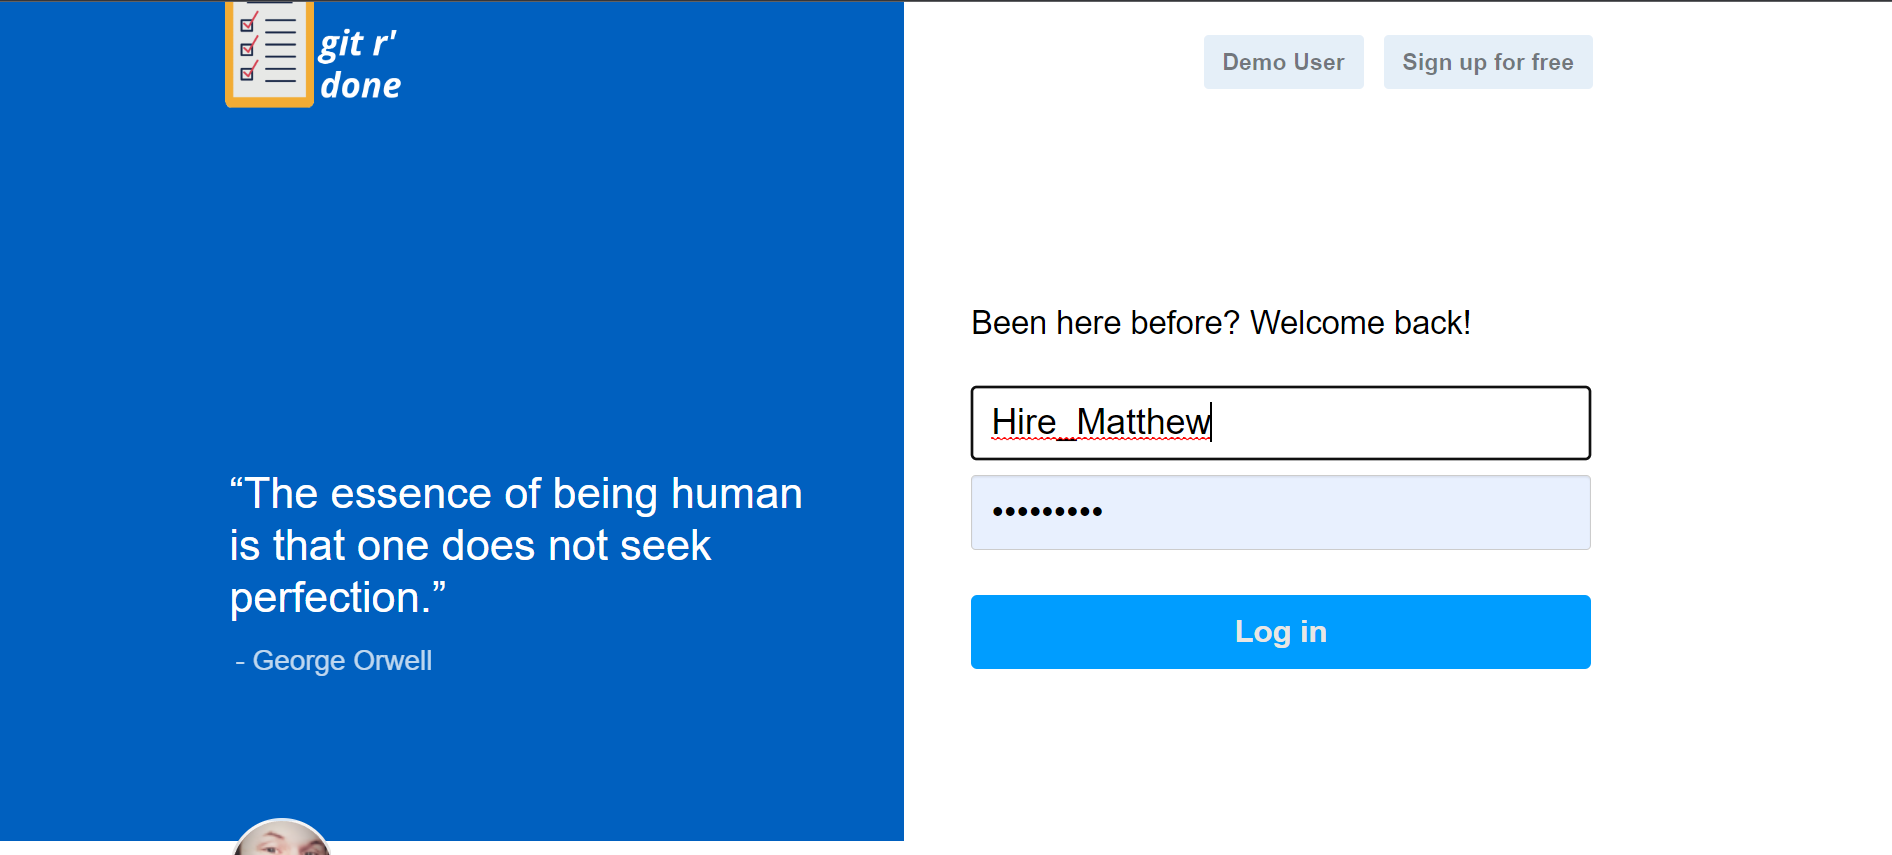 git r'
done
Demo User
Sign up for free
“The essence of being human
is that one does not seek
perfection.”
- George Orwell
Been here before? Welcome back!
Hire_Matthew
•••••••••
Log in